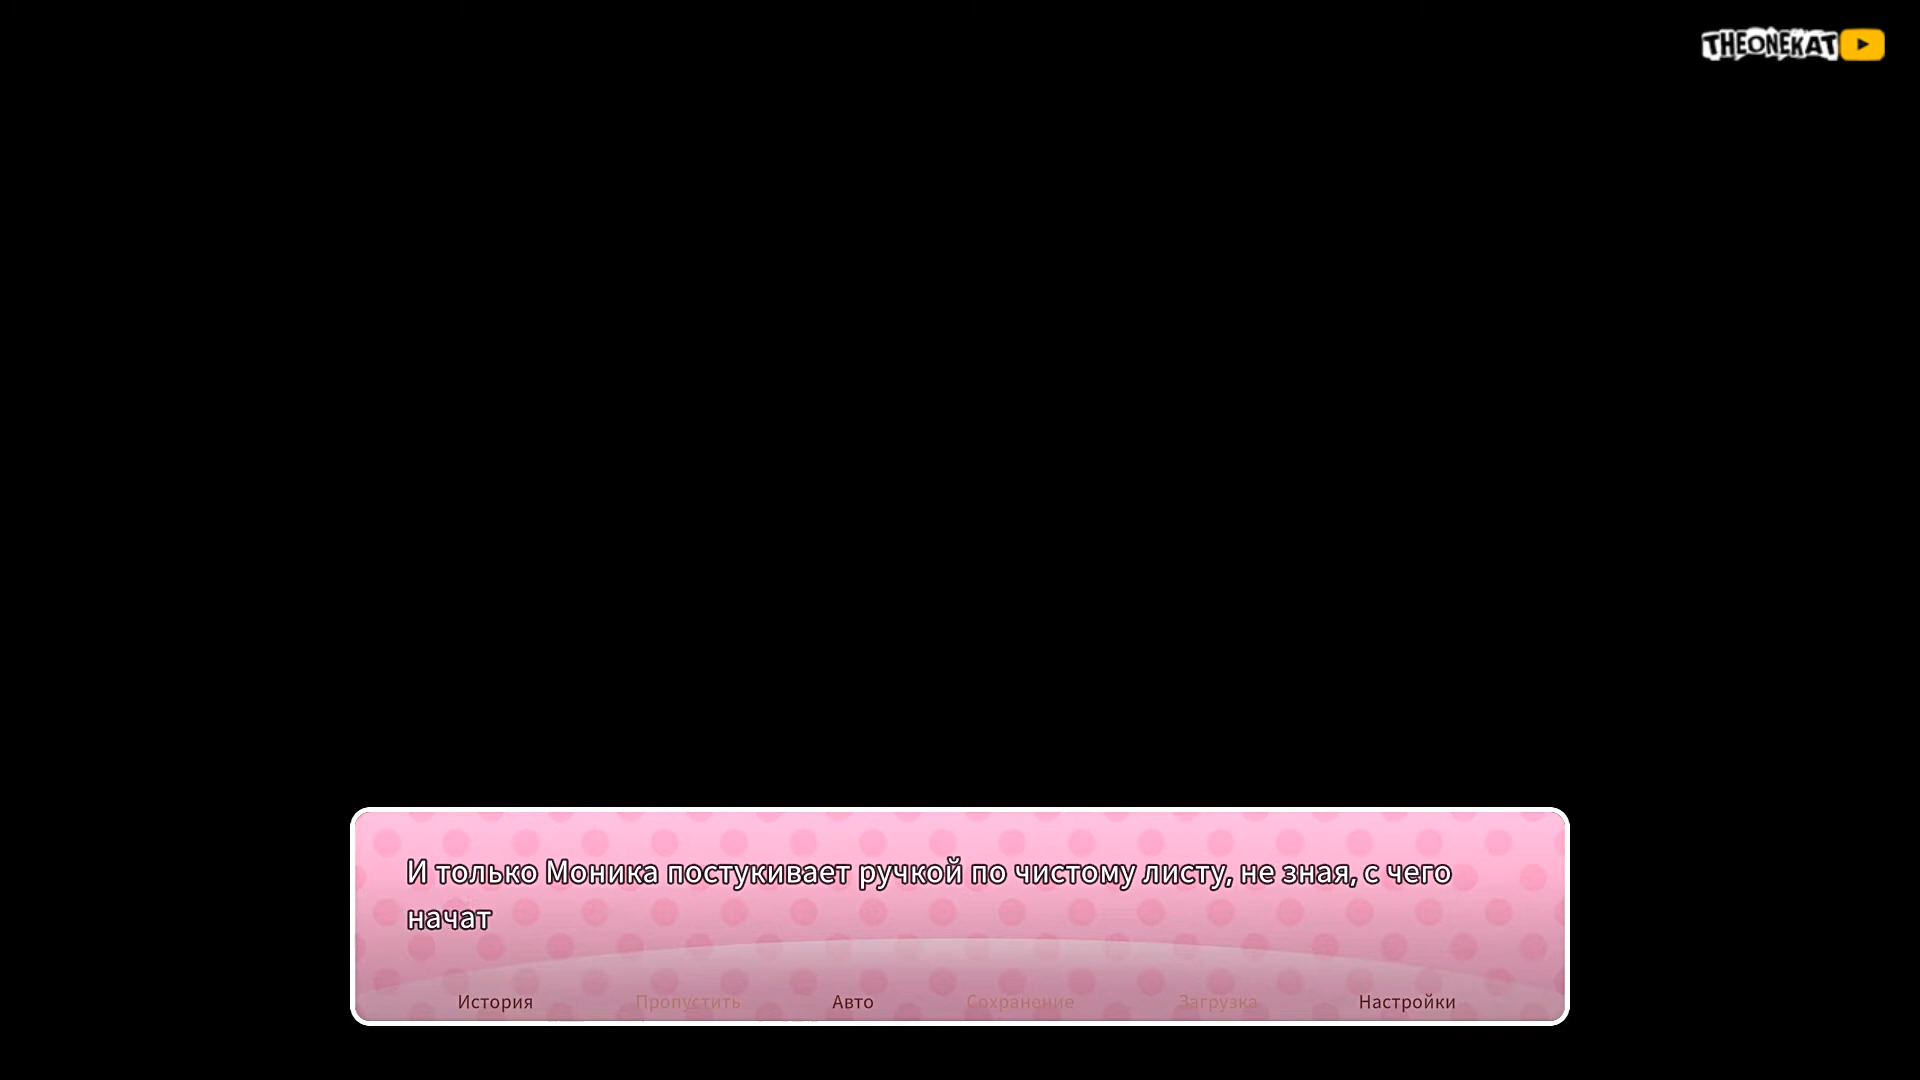 THEONEKAT
И только Моника постукивает ручкой по чистому листу, не зная, с чего
начат
История Пропустить Авто Сохранение Загрузка Настройки